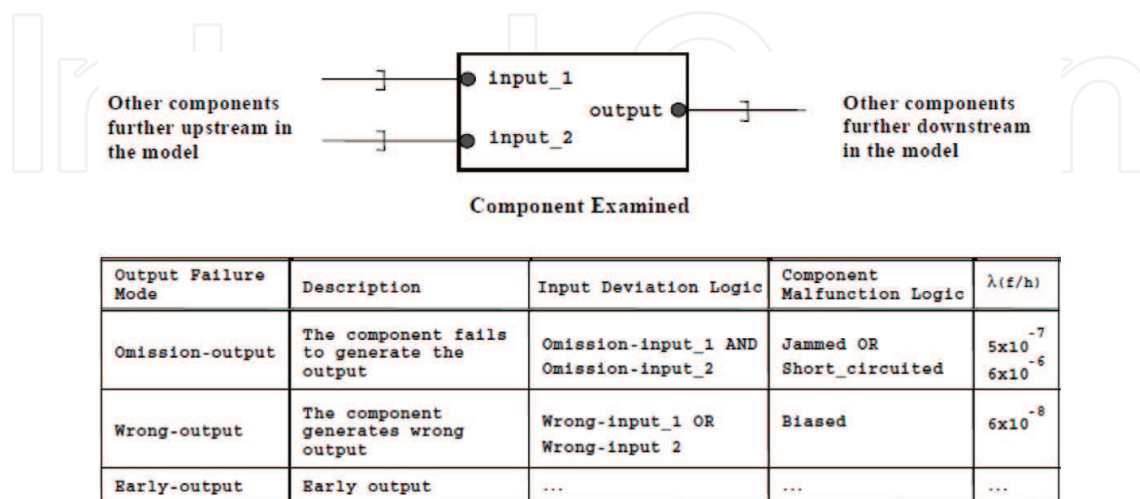 input_1
Other components
further upstream in
the model
output
Other components
further downstream
in the model
input_2
Component Examined
Output Failure Mode | Description | Input Deviation Logic | Component Malfunction Logic | λ(f/h)
Omission-output | The component fails to generate the output | Omission-input_1 AND Omission-input_2 | Jammed OR Short_circuited | 5x10⁻⁷ 6x10⁻⁶
Wrong-output | The component generates wrong output | Wrong-input_1 OR Wrong-input 2 | Biased | 6x10⁻⁸
Early-output | Early output | ... | ... | ...